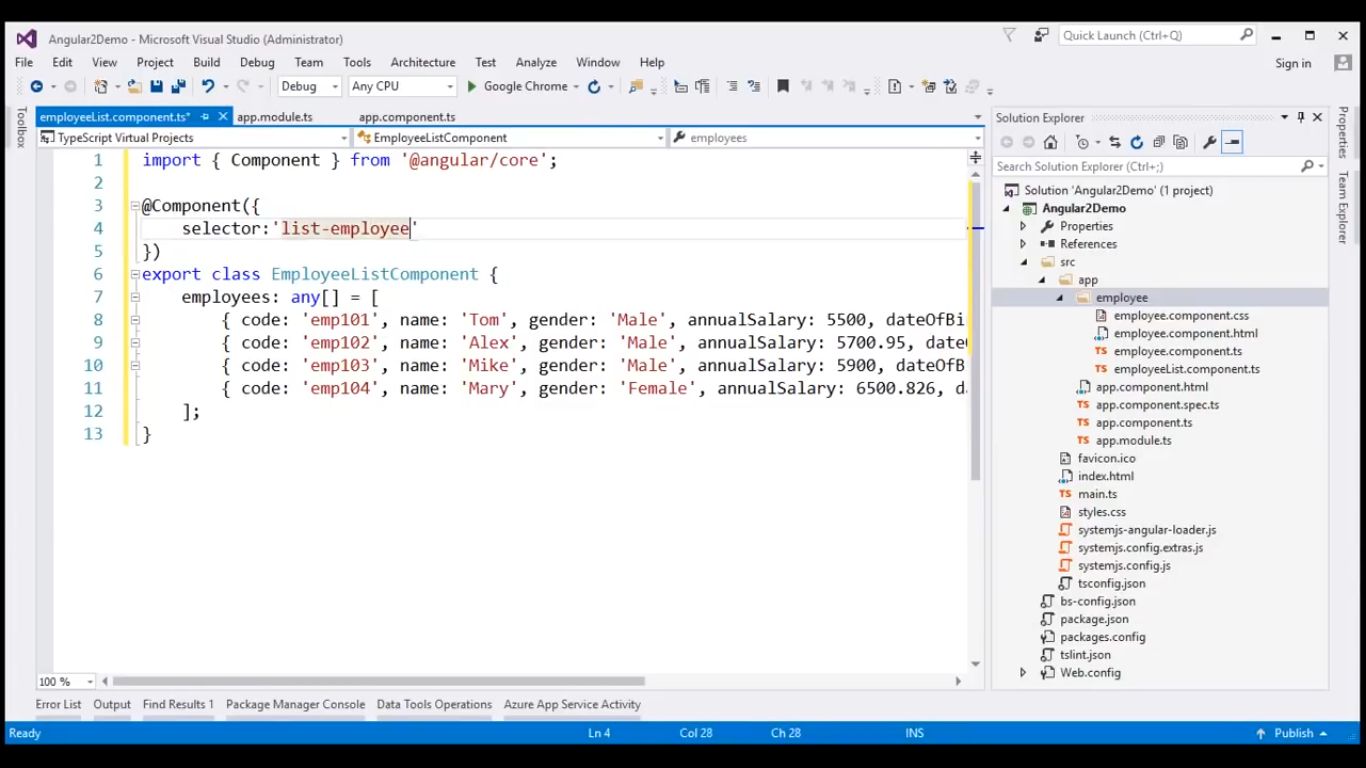 Angular2Demo - Microsoft Visual Studio (Administrator)
Quick Launch (Ctrl+Q)
File Edit View Project Build Debug Team Tools Architecture Test Analyze Window Help
Sign in
Debug Any CPU Google Chrome
Toolbox
employeeList.component.ts* app.module.ts app.component.ts
TypeScript Virtual Projects EmployeeListComponent employees
1 import { Component } from '@angular/core';
2
3 @Component({
4 selector:'list-employee'
5 })
6 export class EmployeeListComponent {
7 employees: any[] = [
8 { code: 'emp101', name: 'Tom', gender: 'Male', annualSalary: 5500, dateOfBi
9 { code: 'emp102', name: 'Alex', gender: 'Male', annualSalary: 5700.95, dateO
10 { code: 'emp103', name: 'Mike', gender: 'Male', annualSalary: 5900, dateOfB
11 { code: 'emp104', name: 'Mary', gender: 'Female', annualSalary: 6500.826, d
12 ];
13 }
100 %
Solution Explorer
Search Solution Explorer (Ctrl+;)
Solution 'Angular2Demo' (1 project)
Angular2Demo
Properties
References
src
app
employee
employee.component.css
employee.component.html
employee.component.ts
employeeList.component.ts
app.component.html
app.component.spec.ts
app.component.ts
app.module.ts
favicon.ico
index.html
main.ts
styles.css
systemjs-angular-loader.js
systemjs.config.extras.js
systemjs.config.js
tsconfig.json
bs-config.json
package.json
packages.config
tslint.json
Web.config
Properties
Team Explorer
Error List Output Find Results 1 Package Manager Console Data Tools Operations Azure App Service Activity
Ready Ln 4 Col 28 Ch 28 INS Publish